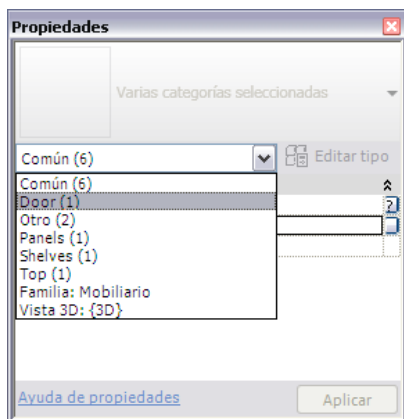 Propiedades
Varias categorías seleccionadas
Común (6)
Editar tipo
Común (6)
Door (1)
Otro (2)
Panels (1)
Shelves (1)
Top (1)
Familia: Mobiliario
Vista 3D: {3D}
Ayuda de propiedades
Aplicar